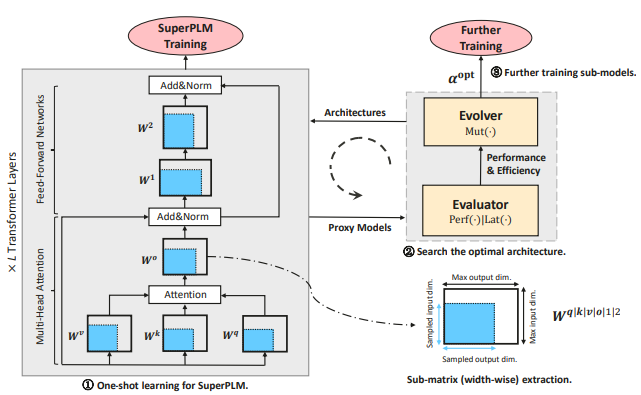 SuperPLM
Training
Add&Norm
W²
W¹
Add&Norm
Wᵒ
Attention
Wᵛ
Wᵏ
W^q
Feed-Forward Networks
Multi-Head Attention
× L Transformer Layers
① One-shot learning for SuperPLM.
Architectures
Proxy Models
Further
Training
α^opt
③ Further training sub-models.
Evolver
Mut(·)
Performance
& Efficiency
Evaluator
Perf(·)|Lat(·)
② Search the optimal architecture.
Max output dim.
Sampled input dim.
Max input dim.
Sampled output dim.
W^q|k|v|o|1|2
Sub-matrix (width-wise) extraction.